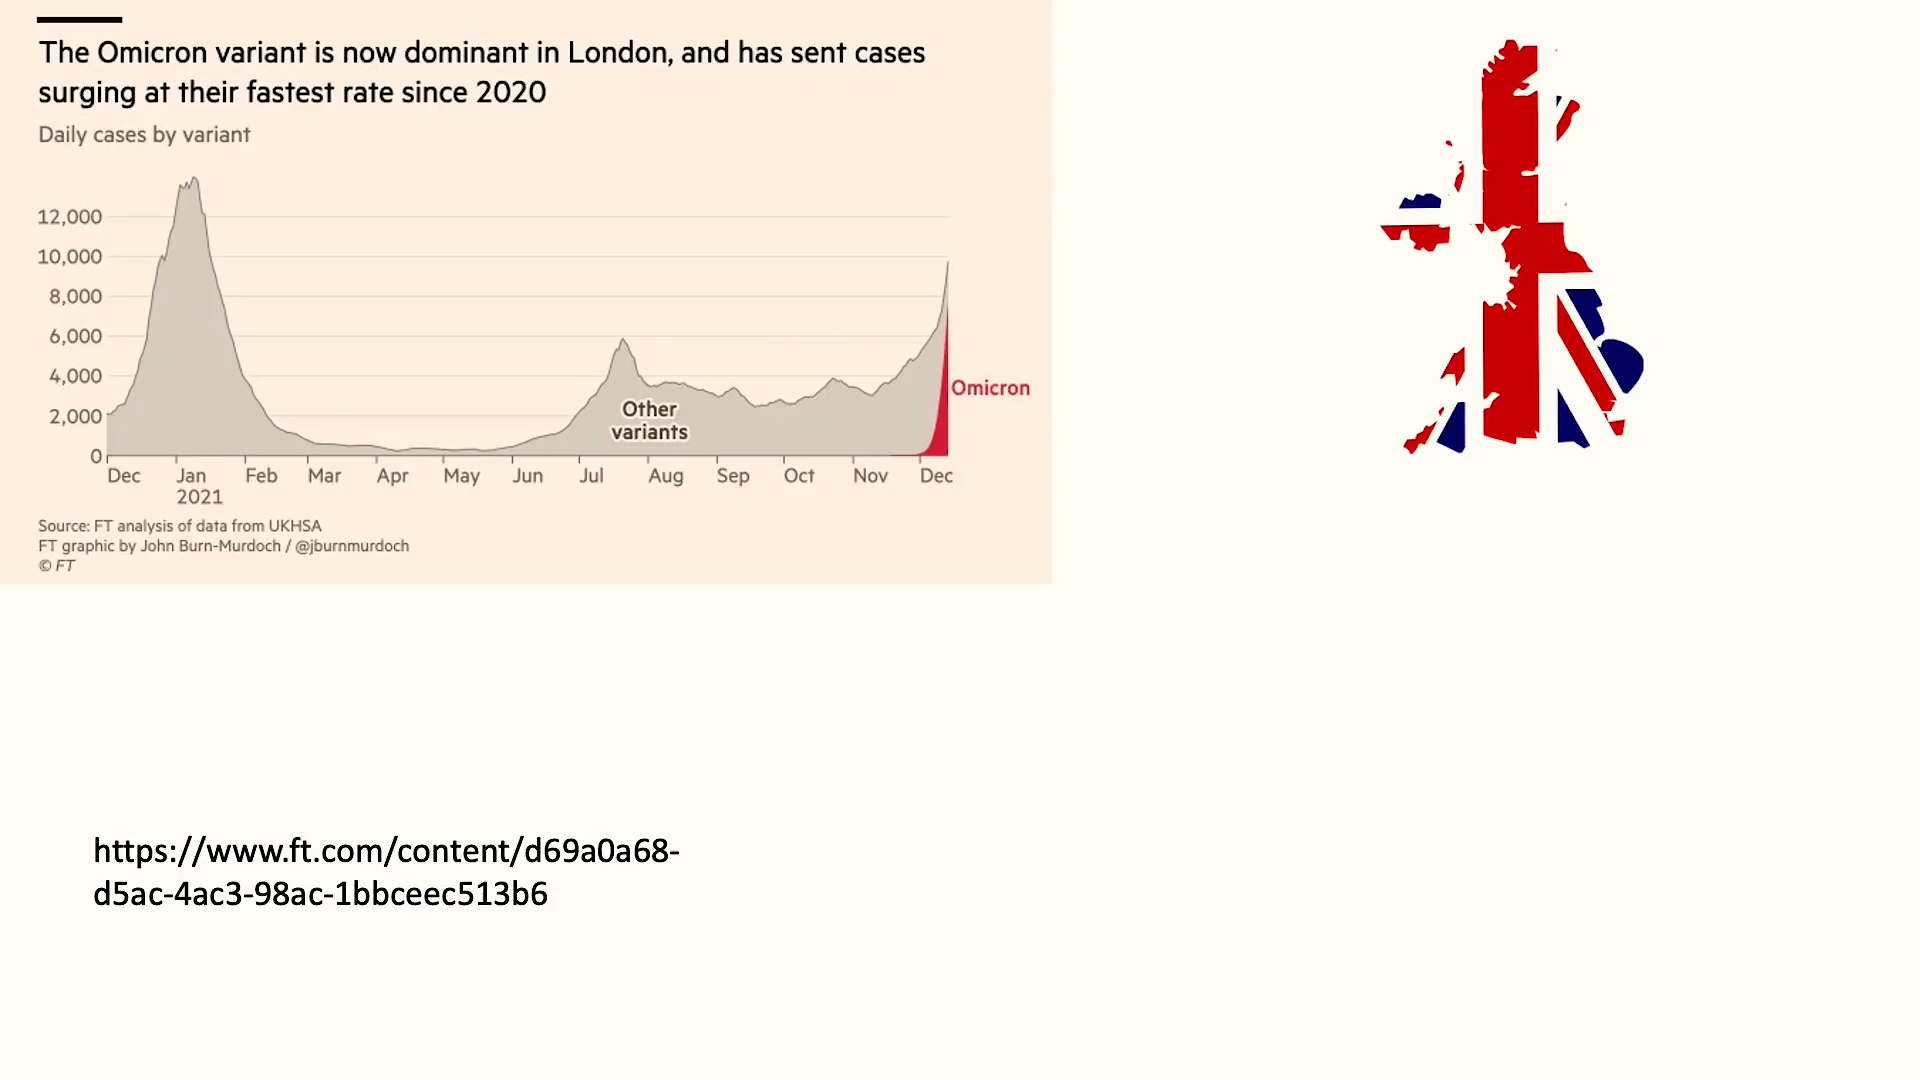 The Omicron variant is now dominant in London, and has sent cases
surging at their fastest rate since 2020
Daily cases by variant
12,000
10,000
8,000
6,000
4,000
2,000
0
Other
variants
Omicron
Dec Jan Feb Mar Apr May Jun Jul Aug Sep Oct Nov Dec
2021
Source: FT analysis of data from UKHSA
FT graphic by John Burn-Murdoch / @jburnmurdoch
© FT
https://www.ft.com/content/d69a0a68-
d5ac-4ac3-98ac-1bbceec513b6